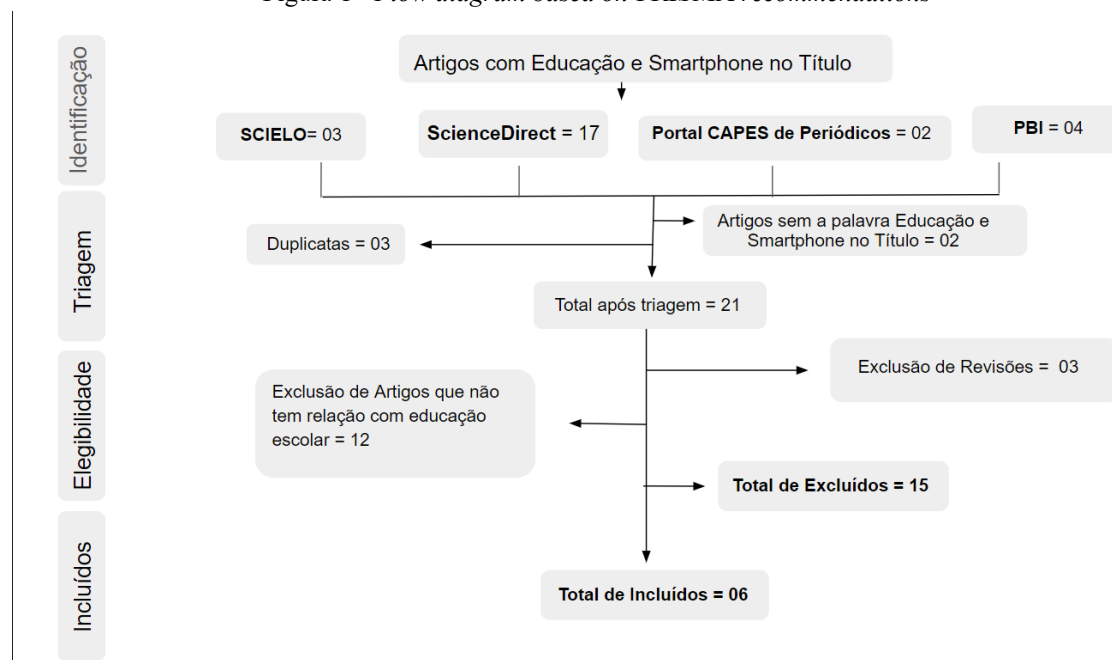 Identificação
Artigos com Educação e Smartphone no Título
SCIELO= 03
ScienceDirect = 17
Portal CAPES de Periódicos = 02
PBI = 04
Triagem
Duplicatas = 03
Artigos sem a palavra Educação e
Smartphone no Título = 02
Total após triagem = 21
Elegibilidade
Exclusão de Revisões = 03
Exclusão de Artigos que não
tem relação com educação
escolar = 12
Total de Excluídos = 15
Incluídos
Total de Incluídos = 06